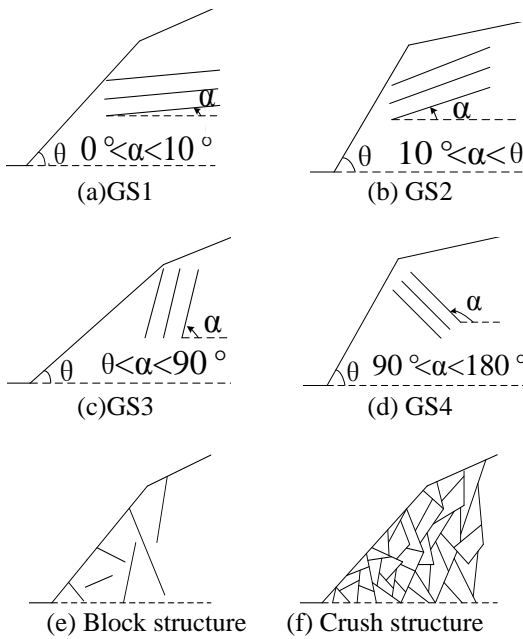 α α
θ 0°<α<10° θ 10°<α<θ
(a)GS1 (b) GS2
α α
θ θ<α<90° θ 90°<α<180°
(c)GS3 (d) GS4
(e) Block structure (f) Crush structure